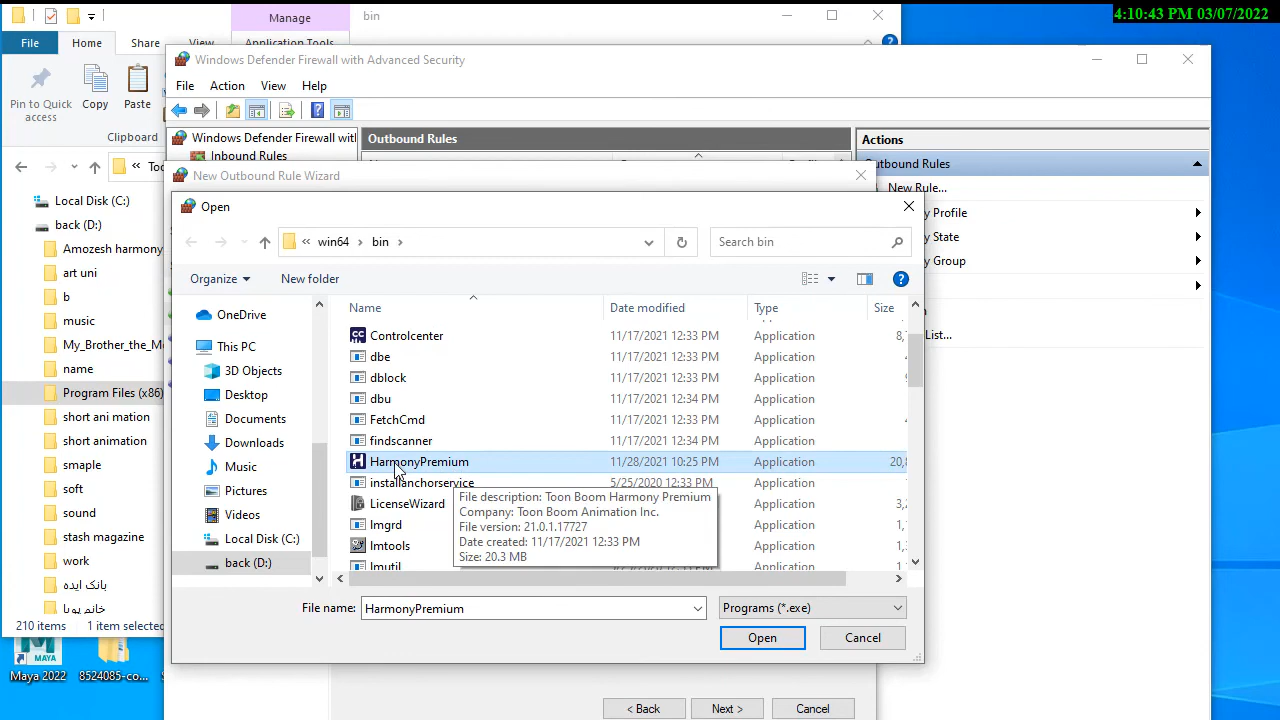 4:10:43 PM 03/07/2022
Manage
bin
File
Home
Share
View
Application Tools
Pin to Quick access
Copy
Paste
Clipboard
Windows Defender Firewall with Advanced Security
File Action View Help
Windows Defender Firewall with
Inbound Rules
Outbound Rules
Actions
Outbound Rules
New Rule...
y Profile
y State
y Group
List...
New Outbound Rule Wizard
Open
« win64 › bin ›
Search bin
Organize
New folder
Local Disk (C:)
back (D:)
Amozesh harmony
art uni
b
music
My_Brother_the_M
name
Program Files (x86)
short ani mation
short animation
smaple
soft
sound
stash magazine
work
بانک ایده
خانم پویا
210 items
1 item selected
OneDrive
This PC
3D Objects
Desktop
Documents
Downloads
Music
Pictures
Videos
Local Disk (C:)
back (D:)
Name Date modified Type Size
Controlcenter 11/17/2021 12:33 PM Application 8,
dbe 11/17/2021 12:33 PM Application
dblock 11/17/2021 12:33 PM Application
dbu 11/17/2021 12:34 PM Application
FetchCmd 11/17/2021 12:33 PM Application
findscanner 11/17/2021 12:34 PM Application
HarmonyPremium 11/28/2021 10:25 PM Application 20,
installanchorservice 5/25/2020 12:33 PM Application
LicenseWizard Application 3,
lmgrd Application 1,
lmtools Application 1,
lmutil Application 1,
File description: Toon Boom Harmony Premium
Company: Toon Boom Animation Inc.
File version: 21.0.1.17727
Date created: 11/17/2021 12:33 PM
Size: 20.3 MB
File name: HarmonyPremium
Programs (*.exe)
Open
Cancel
< Back
Next >
Cancel
Maya 2022
8524085-co...